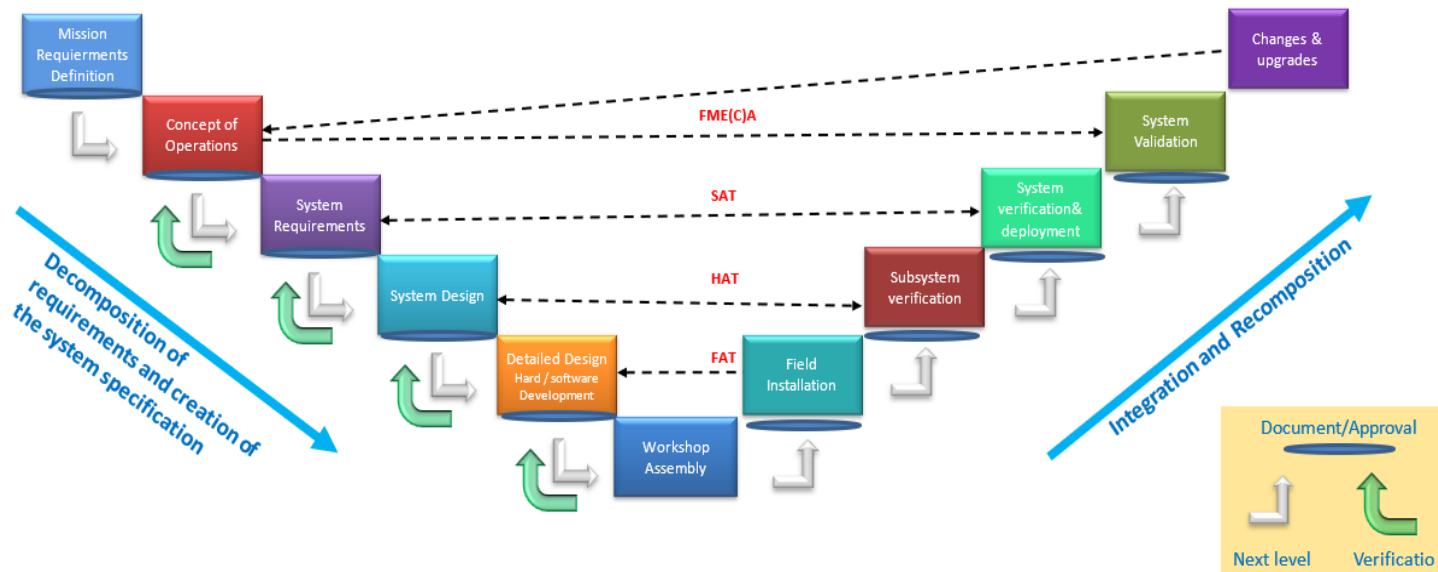 Mission
Requierments
Definition
Changes &
upgrades
Concept of
Operations
FME(C)A
System
Validation
System
Requirements
SAT
System
verification&
deployment
System Design
HAT
Subsystem
verification
Detailed Design
Hard / software
Development
FAT
Field
Installation
Workshop
Assembly
Decomposition of
requirements and creation of
the system specification
Integration and Recomposition
Document/Approval
Next level
Verificatio